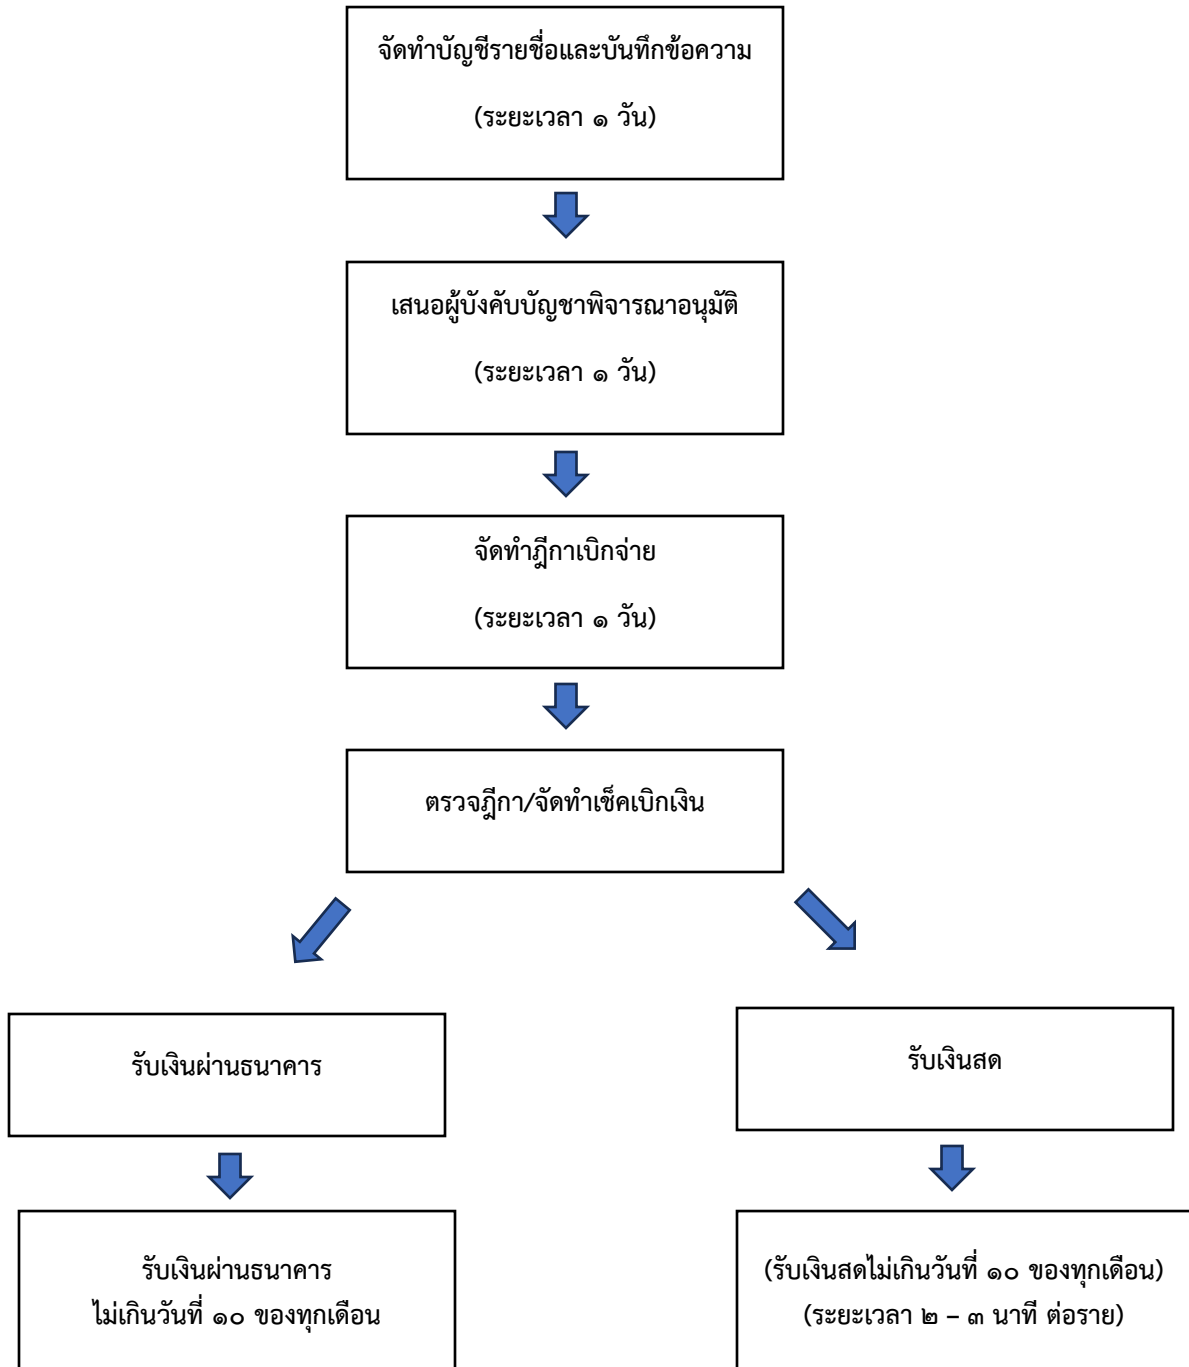 จัดทำบัญชีรายชื่อและบันทึกข้อความ
(ระยะเวลา ๑ วัน)
เสนอผู้บังคับบัญชาพิจารณาอนุมัติ
(ระยะเวลา ๑ วัน)
จัดทำฎีกาเบิกจ่าย
(ระยะเวลา ๑ วัน)
ตรวจฎีกา/จัดทำเช็คเบิกเงิน
รับเงินผ่านธนาคาร
รับเงินสด
รับเงินผ่านธนาคาร
ไม่เกินวันที่ ๑๐ ของทุกเดือน
(รับเงินสดไม่เกินวันที่ ๑๐ ของทุกเดือน)
(ระยะเวลา ๒ – ๓ นาที ต่อราย)